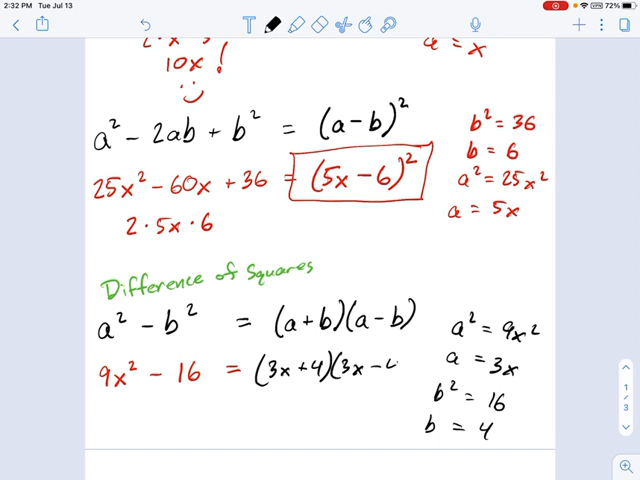 2:32 PM Tue Jul 13
VPN 72%
10x !
a = x
a² - 2ab + b² = (a - b)²
25x² - 60x + 36 = (5x - 6)²
2 · 5x · 6
b² = 36
b = 6
a² = 25x²
a = 5x
Difference of Squares
a² - b² = (a + b)(a - b)
9x² - 16 = (3x + 4)(3x -
a² = 9x²
a = 3x
b² = 16
b = 4
1
/
3